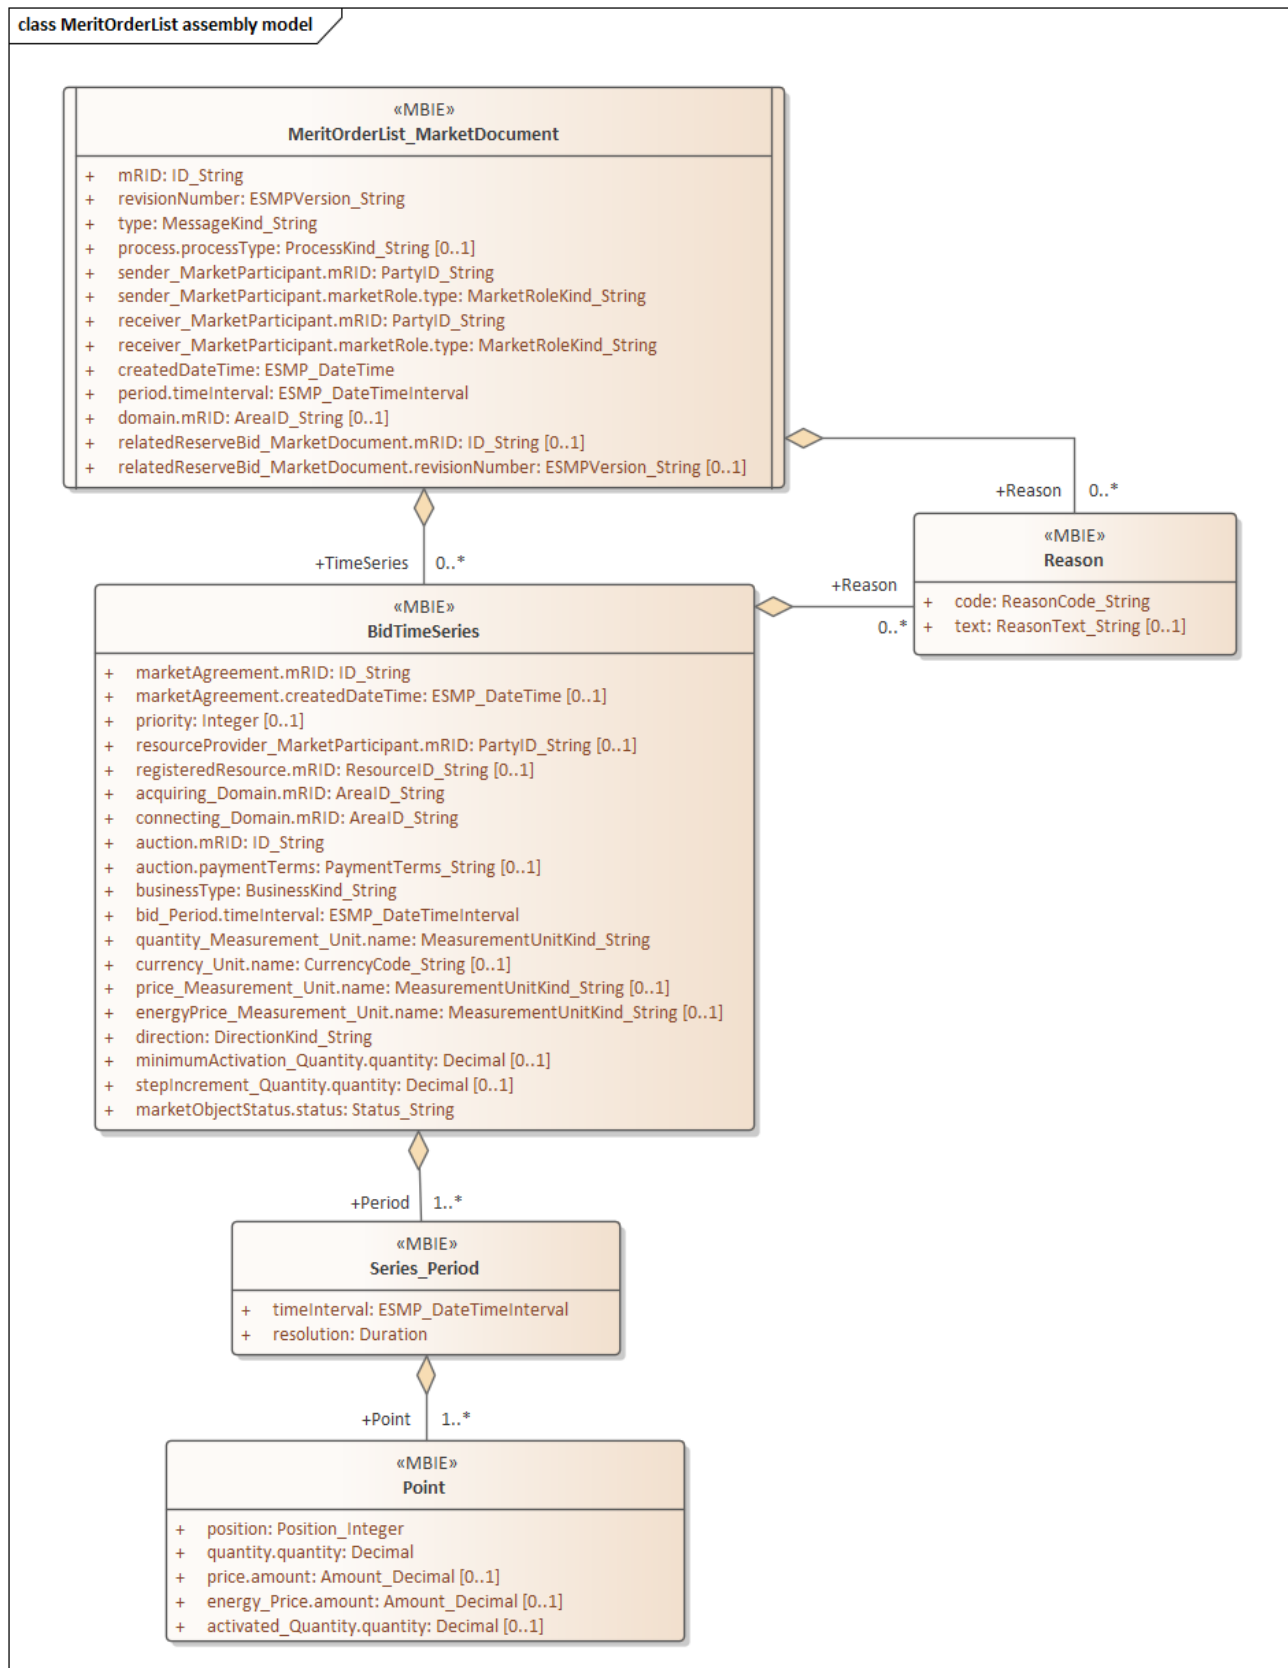 class MeritOrderList assembly model
«MBIE»
MeritOrderList_MarketDocument
+ mRID: ID_String
+ revisionNumber: ESMPVersion_String
+ type: MessageKind_String
+ process.processType: ProcessKind_String [0..1]
+ sender_MarketParticipant.mRID: PartyID_String
+ sender_MarketParticipant.marketRole.type: MarketRoleKind_String
+ receiver_MarketParticipant.mRID: PartyID_String
+ receiver_MarketParticipant.marketRole.type: MarketRoleKind_String
+ createdDateTime: ESMP_DateTime
+ period.timeInterval: ESMP_DateTimeInterval
+ domain.mRID: AreaID_String [0..1]
+ relatedReserveBid_MarketDocument.mRID: ID_String [0..1]
+ relatedReserveBid_MarketDocument.revisionNumber: ESMPVersion_String [0..1]
+Reason 0..*
«MBIE»
Reason
+ code: ReasonCode_String
+ text: ReasonText_String [0..1]
+TimeSeries 0..*
+Reason
0..*
«MBIE»
BidTimeSeries
+ marketAgreement.mRID: ID_String
+ marketAgreement.createdDateTime: ESMP_DateTime [0..1]
+ priority: Integer [0..1]
+ resourceProvider_MarketParticipant.mRID: PartyID_String [0..1]
+ registeredResource.mRID: ResourceID_String [0..1]
+ acquiring_Domain.mRID: AreaID_String
+ connecting_Domain.mRID: AreaID_String
+ auction.mRID: ID_String
+ auction.paymentTerms: PaymentTerms_String [0..1]
+ businessType: BusinessKind_String
+ bid_Period.timeInterval: ESMP_DateTimeInterval
+ quantity_Measurement_Unit.name: MeasurementUnitKind_String
+ currency_Unit.name: CurrencyCode_String [0..1]
+ price_Measurement_Unit.name: MeasurementUnitKind_String [0..1]
+ energyPrice_Measurement_Unit.name: MeasurementUnitKind_String [0..1]
+ direction: DirectionKind_String
+ minimumActivation_Quantity.quantity: Decimal [0..1]
+ stepIncrement_Quantity.quantity: Decimal [0..1]
+ marketObjectStatus.status: Status_String
+Period 1..*
«MBIE»
Series_Period
+ timeInterval: ESMP_DateTimeInterval
+ resolution: Duration
+Point 1..*
«MBIE»
Point
+ position: Position_Integer
+ quantity.quantity: Decimal
+ price.amount: Amount_Decimal [0..1]
+ energy_Price.amount: Amount_Decimal [0..1]
+ activated_Quantity.quantity: Decimal [0..1]